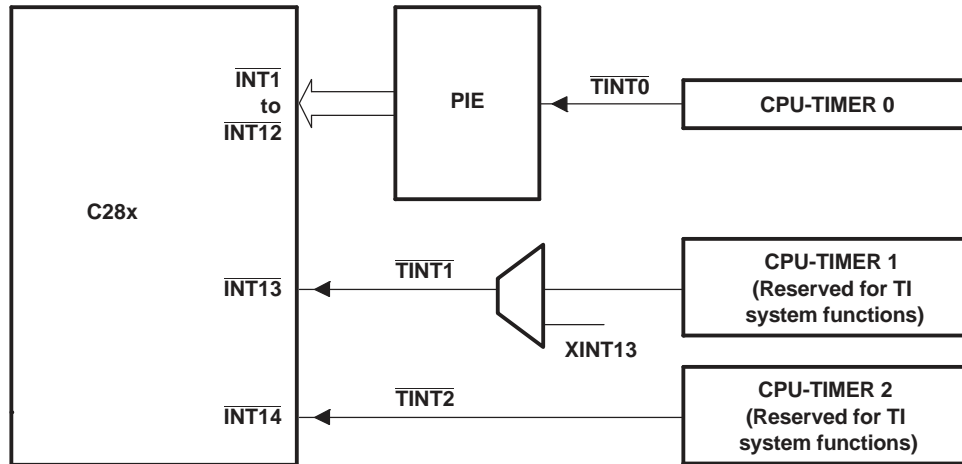 INT1
to
INT12
PIE
TINT0
CPU-TIMER 0
C28x
INT13
TINT1
XINT13
CPU-TIMER 1
(Reserved for TI
system functions)
INT14
TINT2
CPU-TIMER 2
(Reserved for TI
system functions)